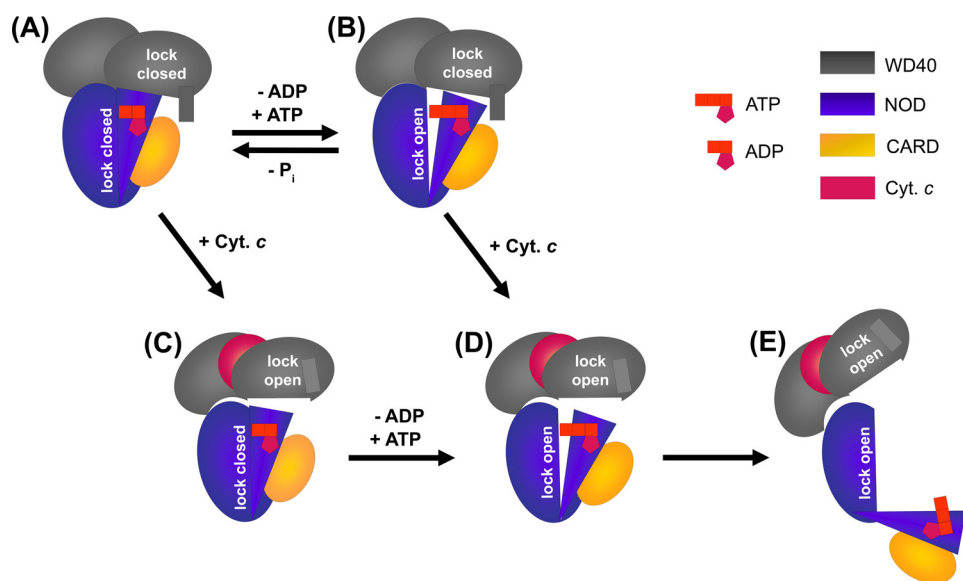 (A)
lock
closed
lock closed
- ADP
+ ATP
- Pi
(B)
lock
closed
lock open
ATP
ADP
WD40
NOD
CARD
Cyt. c
+ Cyt. c
+ Cyt. c
(C)
lock
open
lock closed
- ADP
+ ATP
(D)
lock
open
lock open
(E)
lock
open
lock open